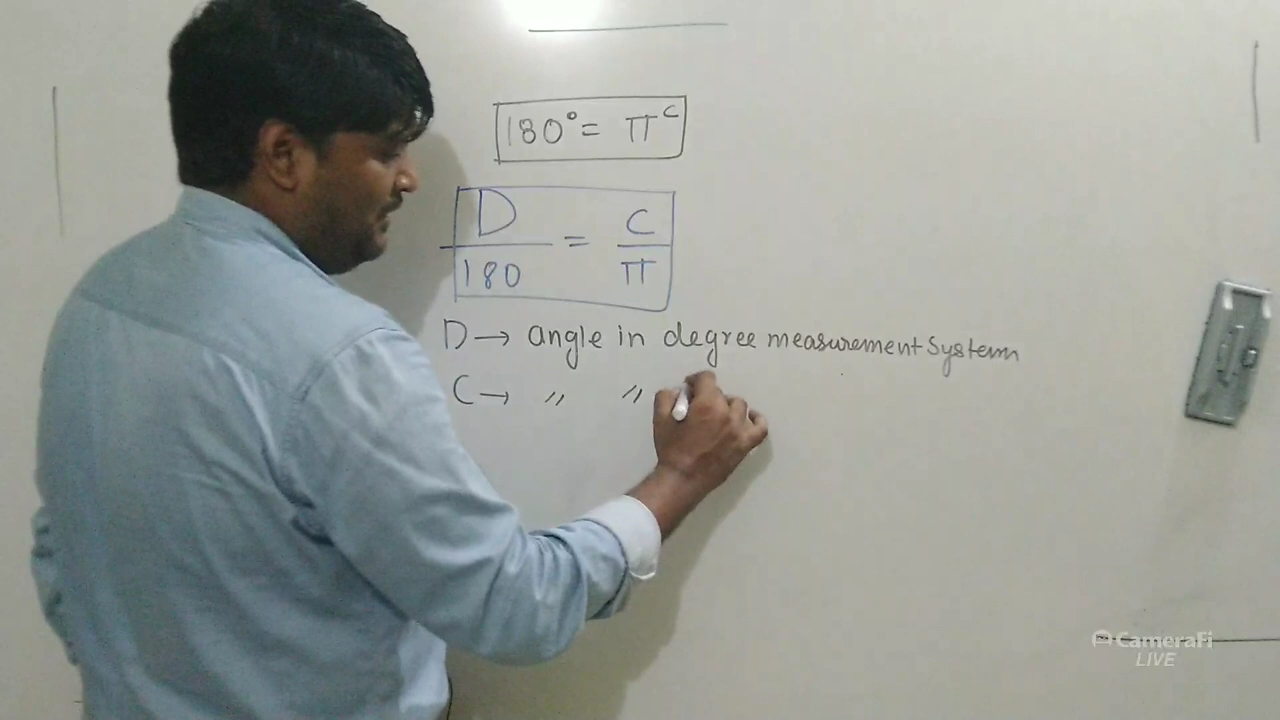 180° = π^c
D/180 = C/π
D → angle in degree measurement system
C → " "
CameraFi
LIVE